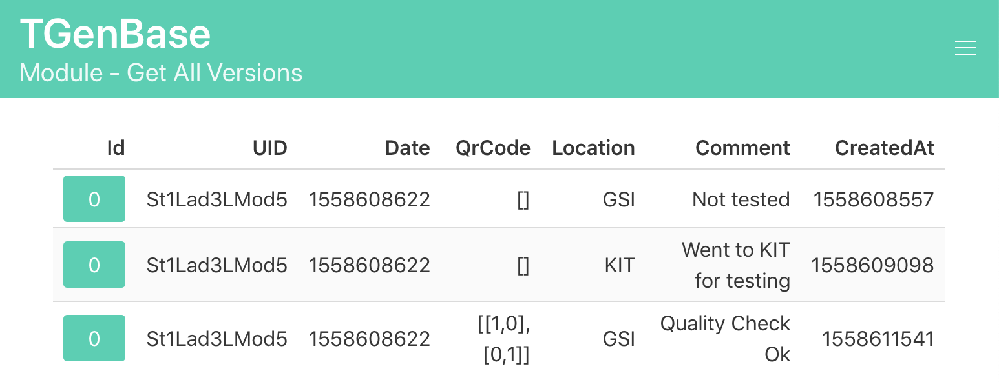 TGenBase
Module - Get All Versions
Id UID Date QrCode Location Comment CreatedAt
0 St1Lad3LMod5 1558608622 [] GSI Not tested 1558608557
0 St1Lad3LMod5 1558608622 [] KIT Went to KIT
for testing 1558609098
0 St1Lad3LMod5 1558608622 [[1,0],
[0,1]] GSI Quality Check
Ok 1558611541